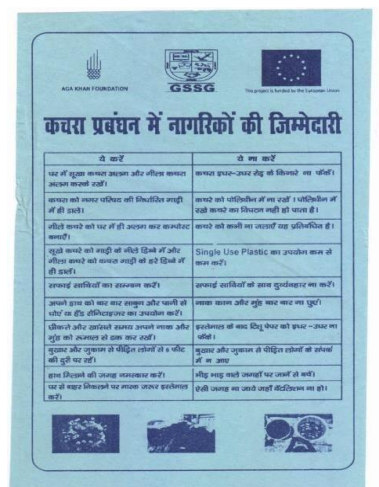 AGA KHAN FOUNDATION
GSSG
This project is funded by the European Union
कचरा प्रबंधन में नागरिकों की जिम्मेदारी
ये करें
ये ना करें
घर में सूखा कचरा अलग और गीला कचरा
अलग करके रखें।
कचरा इधर-उधर रोड़ के किनारे ना फेंकें।
कचरा को नगर परिषद की निर्धारित गाड़ी
में ही डालें।
कचरे को पोलिथीन में ना रखें । पोलिथीन में
रखे कचरे का विघटन नही हो पाता है।
गीले कचरे को घर में ही अलग कर कम्पोस्ट
बनाएँ।
कचरे को कभी ना जलाएँ यह प्रतिबंधित है।
सूखे कचरे को गाड़ी के नीले डिब्बे में और
गीला कचरे को कचरा गाड़ी के हरे डिब्बे में
ही डालें।
Single Use Plastic का उपयोग कम से
कम करें।
सफाई साथियों का सम्मान करें।
सफाई साथियों के साथ दुर्व्यवहार ना करें।
अपने हाथ को बार बार साबुन और पानी से
धोएं या हैंड सैनिटाइजर का उपयोग करें।
नाक कान और मुंह बार बार ना छुएं।
छींकते और खांसते समय अपने नाक और
मुंह को रूमाल से ढक कर रखें।
इस्तेमाल के बाद टिशू पेपर को इधर-उधर ना
फेंकें।
बुखार और जुकाम से पीड़ित लोगों से 6 फीट
की दूरी पर रहें।
बुखार और जुकाम से पीड़ित लोगों के संपर्क
में न आए
हाथ मिलाने की जगह नमस्कार करें।
भीड़ भाड़ वाले जगहों पर जानें से बचें।
घर से बाहर निकलने पर मास्क जरूर इस्तेमाल
करें।
ऐसी जगह ना जाये जहाँ वेंटिलेशन ना हो।